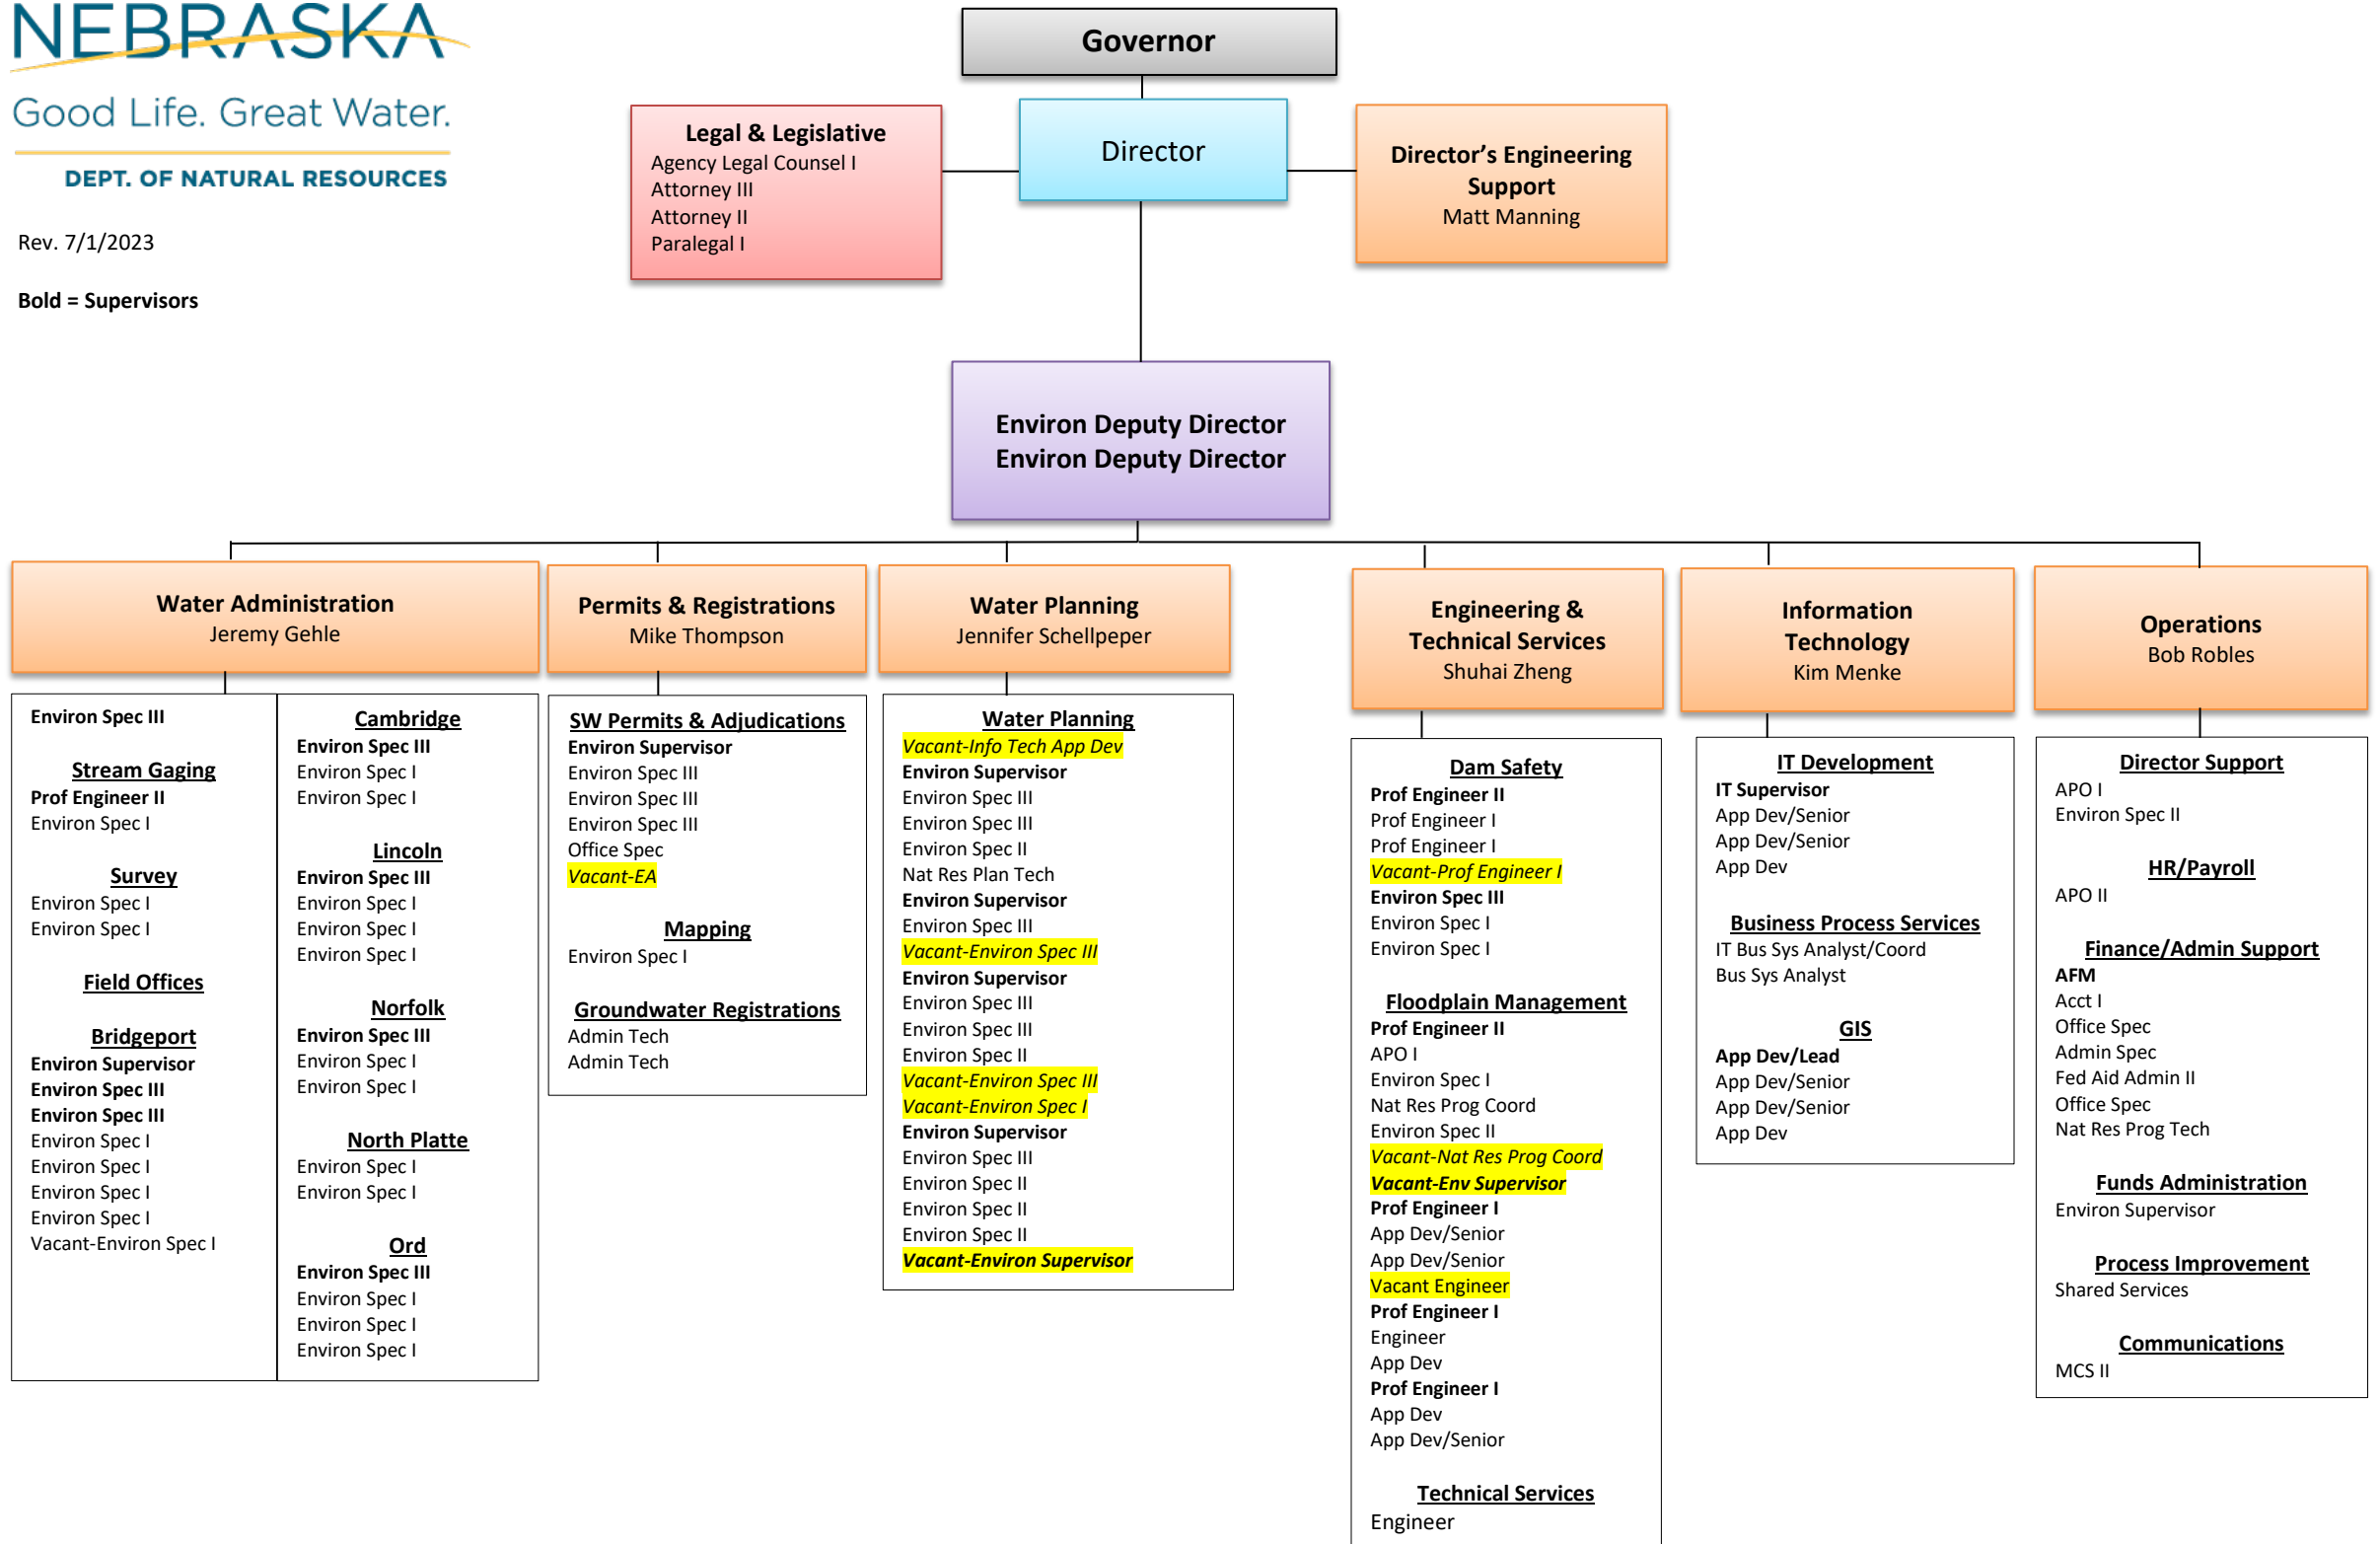 NEBRASKA
Good Life. Great Water.
DEPT. OF NATURAL RESOURCES
Rev. 7/1/2023
Bold = Supervisors
Governor
Legal & Legislative
Agency Legal Counsel I
Attorney III
Attorney II
Paralegal I
Director
Director’s Engineering
Support
Matt Manning
Environ Deputy Director
Environ Deputy Director
Water Administration
Jeremy Gehle
Environ Spec III
Stream Gaging
Prof Engineer II
Environ Spec I
Survey
Environ Spec I
Environ Spec I
Field Offices
Bridgeport
Environ Supervisor
Environ Spec III
Environ Spec III
Environ Spec I
Environ Spec I
Environ Spec I
Environ Spec I
Vacant-Environ Spec I
Cambridge
Environ Spec III
Environ Spec I
Environ Spec I
Lincoln
Environ Spec III
Environ Spec I
Environ Spec I
Environ Spec I
Norfolk
Environ Spec III
Environ Spec I
Environ Spec I
North Platte
Environ Spec I
Environ Spec I
Ord
Environ Spec III
Environ Spec I
Environ Spec I
Environ Spec I
Permits & Registrations
Mike Thompson
SW Permits & Adjudications
Environ Supervisor
Environ Spec III
Environ Spec III
Environ Spec III
Office Spec
Vacant-EA
Mapping
Environ Spec I
Groundwater Registrations
Admin Tech
Admin Tech
Water Planning
Jennifer Schellpeper
Water Planning
Vacant-Info Tech App Dev
Environ Supervisor
Environ Spec III
Environ Spec III
Environ Spec II
Nat Res Plan Tech
Environ Supervisor
Environ Spec III
Vacant-Environ Spec III
Environ Supervisor
Environ Spec III
Environ Spec III
Environ Spec II
Vacant-Environ Spec III
Vacant-Environ Spec I
Environ Supervisor
Environ Spec III
Environ Spec II
Environ Spec II
Environ Spec II
Vacant-Environ Supervisor
Engineering &
Technical Services
Shuhai Zheng
Dam Safety
Prof Engineer II
Prof Engineer I
Prof Engineer I
Vacant-Prof Engineer I
Environ Spec III
Environ Spec I
Environ Spec I
Floodplain Management
Prof Engineer II
APO I
Environ Spec I
Nat Res Prog Coord
Environ Spec II
Vacant-Nat Res Prog Coord
Vacant-Env Supervisor
Prof Engineer I
App Dev/Senior
App Dev/Senior
Vacant Engineer
Prof Engineer I
Engineer
App Dev
Prof Engineer I
App Dev
App Dev/Senior
Technical Services
Engineer
Information
Technology
Kim Menke
IT Development
IT Supervisor
App Dev/Senior
App Dev/Senior
App Dev
Business Process Services
IT Bus Sys Analyst/Coord
Bus Sys Analyst
GIS
App Dev/Lead
App Dev/Senior
App Dev/Senior
App Dev
Operations
Bob Robles
Director Support
APO I
Environ Spec II
HR/Payroll
APO II
Finance/Admin Support
AFM
Acct I
Office Spec
Admin Spec
Fed Aid Admin II
Office Spec
Nat Res Prog Tech
Funds Administration
Environ Supervisor
Process Improvement
Shared Services
Communications
MCS II